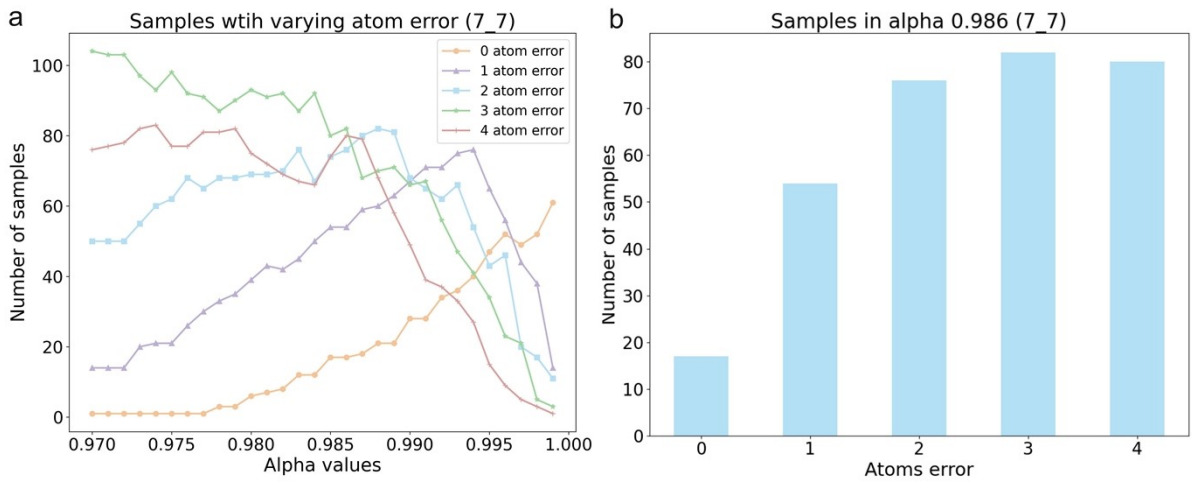 a
Samples wtih varying atom error (7_7)
0 atom error
1 atom error
2 atom error
3 atom error
4 atom error
100
80
60
40
20
0
Number of samples
0.970 0.975 0.980 0.985 0.990 0.995 1.000
Alpha values
b
Samples in alpha 0.986 (7_7)
80
70
60
50
40
30
20
10
0
Number of samples
0 1 2 3 4
Atoms error